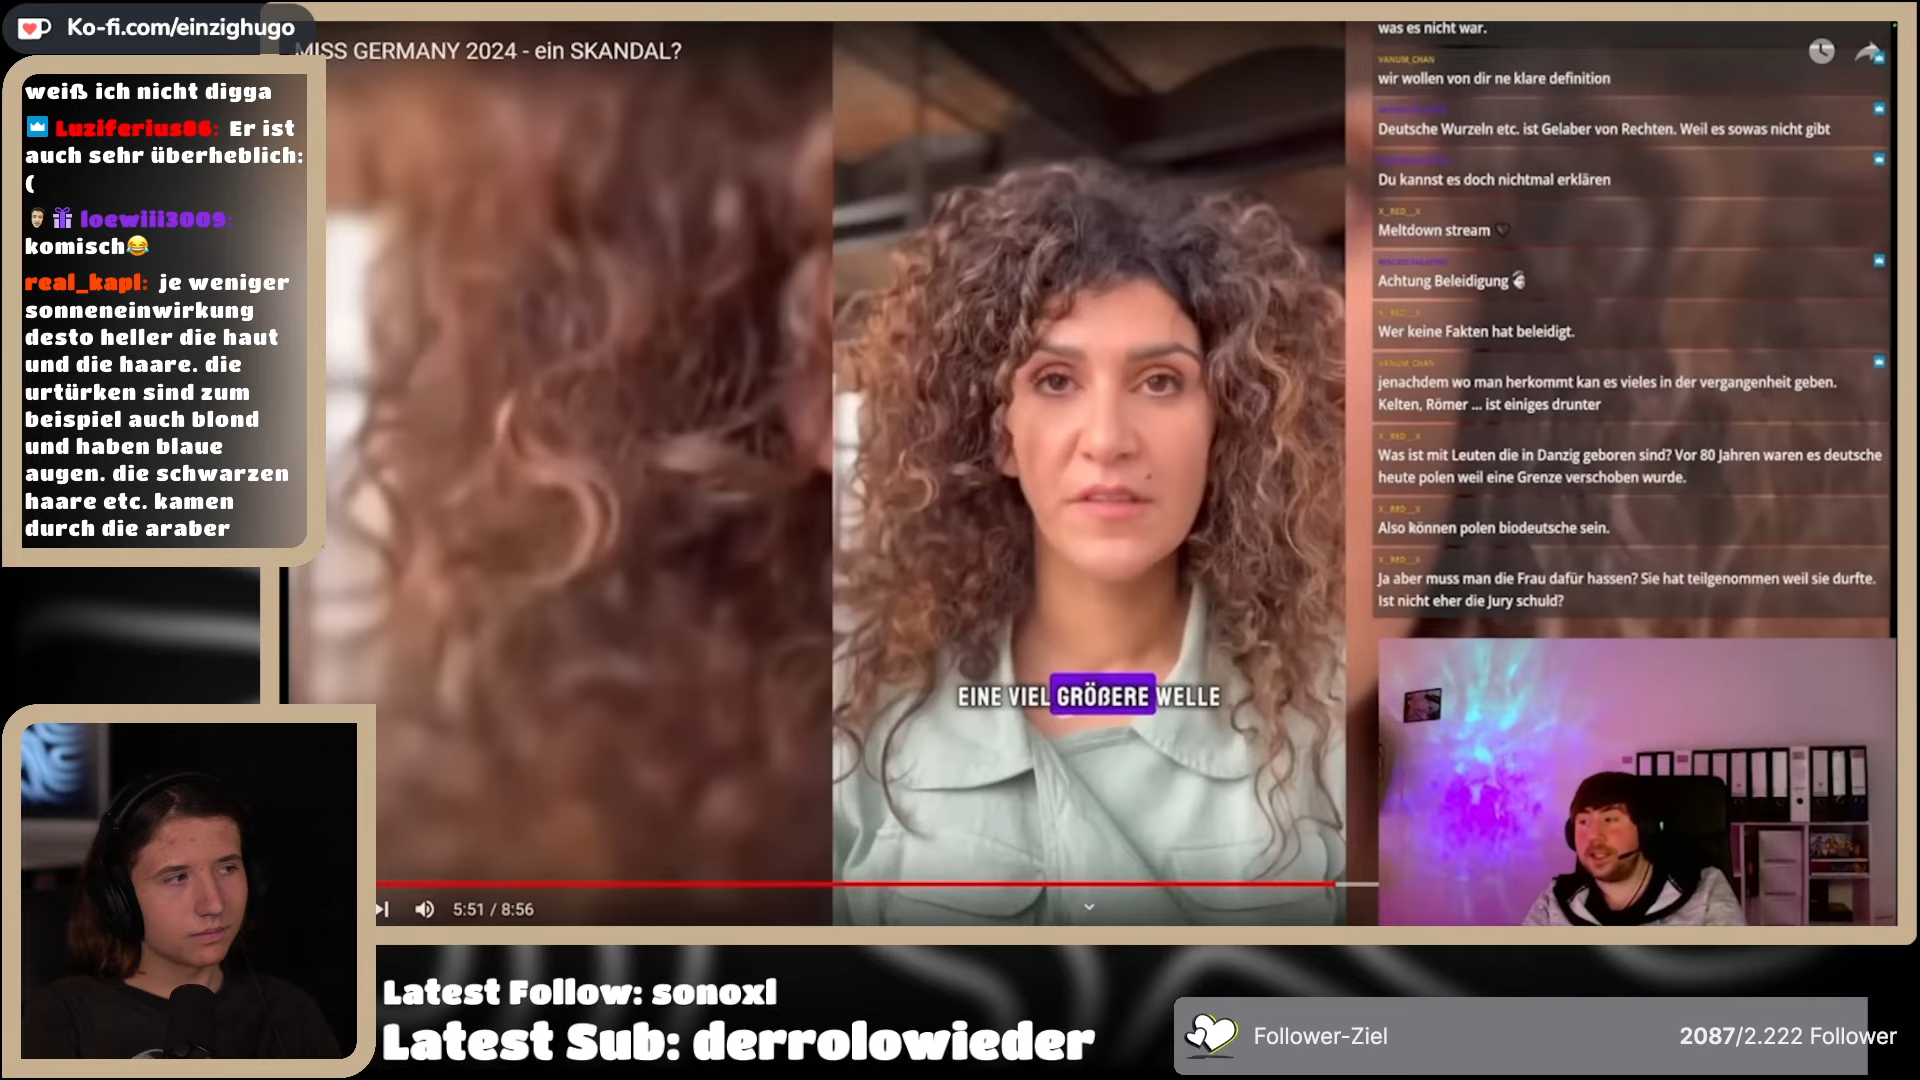 Ko-fi.com/einzighugo
MISS GERMANY 2024 - ein SKANDAL?
weiß ich nicht digga
Luziferius86: Er ist
auch sehr überheblich:
(
loewiii3009:
komisch😂
real_kapl: je weniger
sonneneinwirkung
desto heller die haut
und die haare. die
urtürken sind zum
beispiel auch blond
und haben blaue
augen. die schwarzen
haare etc. kamen
durch die araber
was es nicht war.
VANUM_CHAN
wir wollen von dir ne klare definition
Deutsche Wurzeln etc. ist Gelaber von Rechten. Weil es sowas nicht gibt
Du kannst es doch nichtmal erklären
X_RED__X
Meltdown stream 🖤
Achtung Beleidigung
X_RED__X
Wer keine Fakten hat beleidigt.
VANUM_CHAN
jenachdem wo man herkommt kan es vieles in der vergangenheit geben.
Kelten, Römer ... ist einiges drunter
X_RED__X
Was ist mit Leuten die in Danzig geboren sind? Vor 80 Jahren waren es deutsche
heute polen weil eine Grenze verschoben wurde.
X_RED__X
Also können polen biodeutsche sein.
X_RED__X
Ja aber muss man die Frau dafür hassen? Sie hat teilgenommen weil sie durfte.
Ist nicht eher die Jury schuld?
EINE VIEL GRÖßERE WELLE
5:51 / 8:56
Latest Follow: sonoxl
Latest Sub: derrolowieder
Follower-Ziel
2087/2.222 Follower